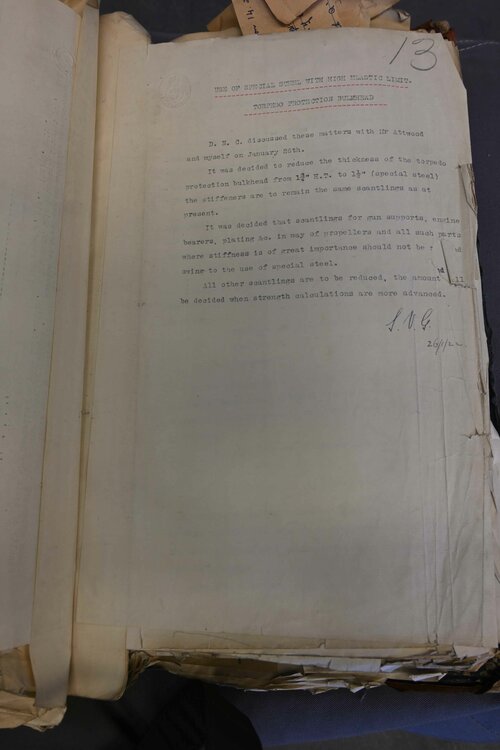 13
USE OF SPECIAL STEEL WITH HIGH ELASTIC LIMIT.
TORPEDO PROTECTION BULKHEAD
D. N. C. discussed these matters with Mr Attwood
and myself on January 25th.
It was decided to reduce the thickness of the torpedo
protection bulkhead from 1¾" H.T. to 1½" (special steel)
the stiffeners are to remain the same scantlings as at
present.
It was decided that scantlings for gun supports, engine
bearers, plating &c. in way of propellers and all such parts
where stiffness is of great importance should not be
owing to the use of special steel.
All other scantlings are to be reduced, the amount
be decided when strength calculations are more advanced.
S. V. G.
26/1/22